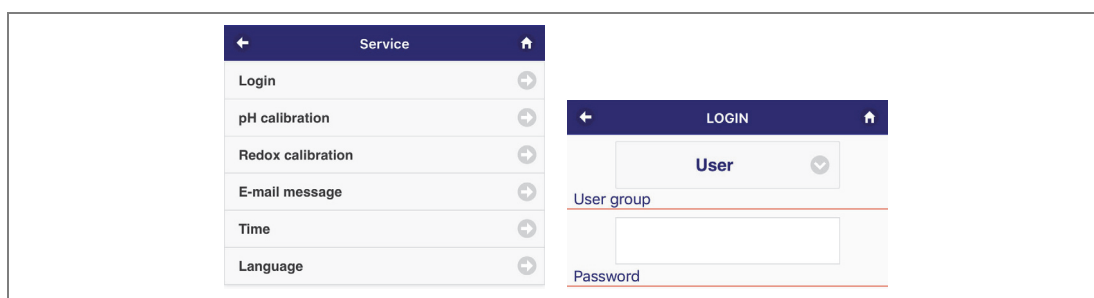 Service
Login
pH calibration
Redox calibration
E-mail message
Time
Language
LOGIN
User
User group
Password